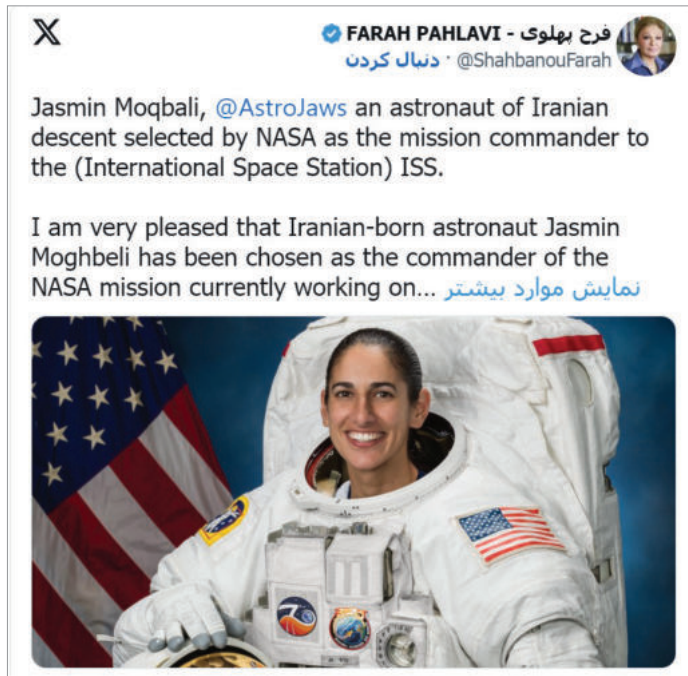 فرح پهلوی - FARAH PAHLAVI
@ShahbanouFarah · دنبال کردن
Jasmin Moqbali, @AstroJaws an astronaut of Iranian
descent selected by NASA as the mission commander to
the (International Space Station) ISS.
I am very pleased that Iranian-born astronaut Jasmin
Moghbeli has been chosen as the commander of the
NASA mission currently working on... نمایش موارد بیشتر